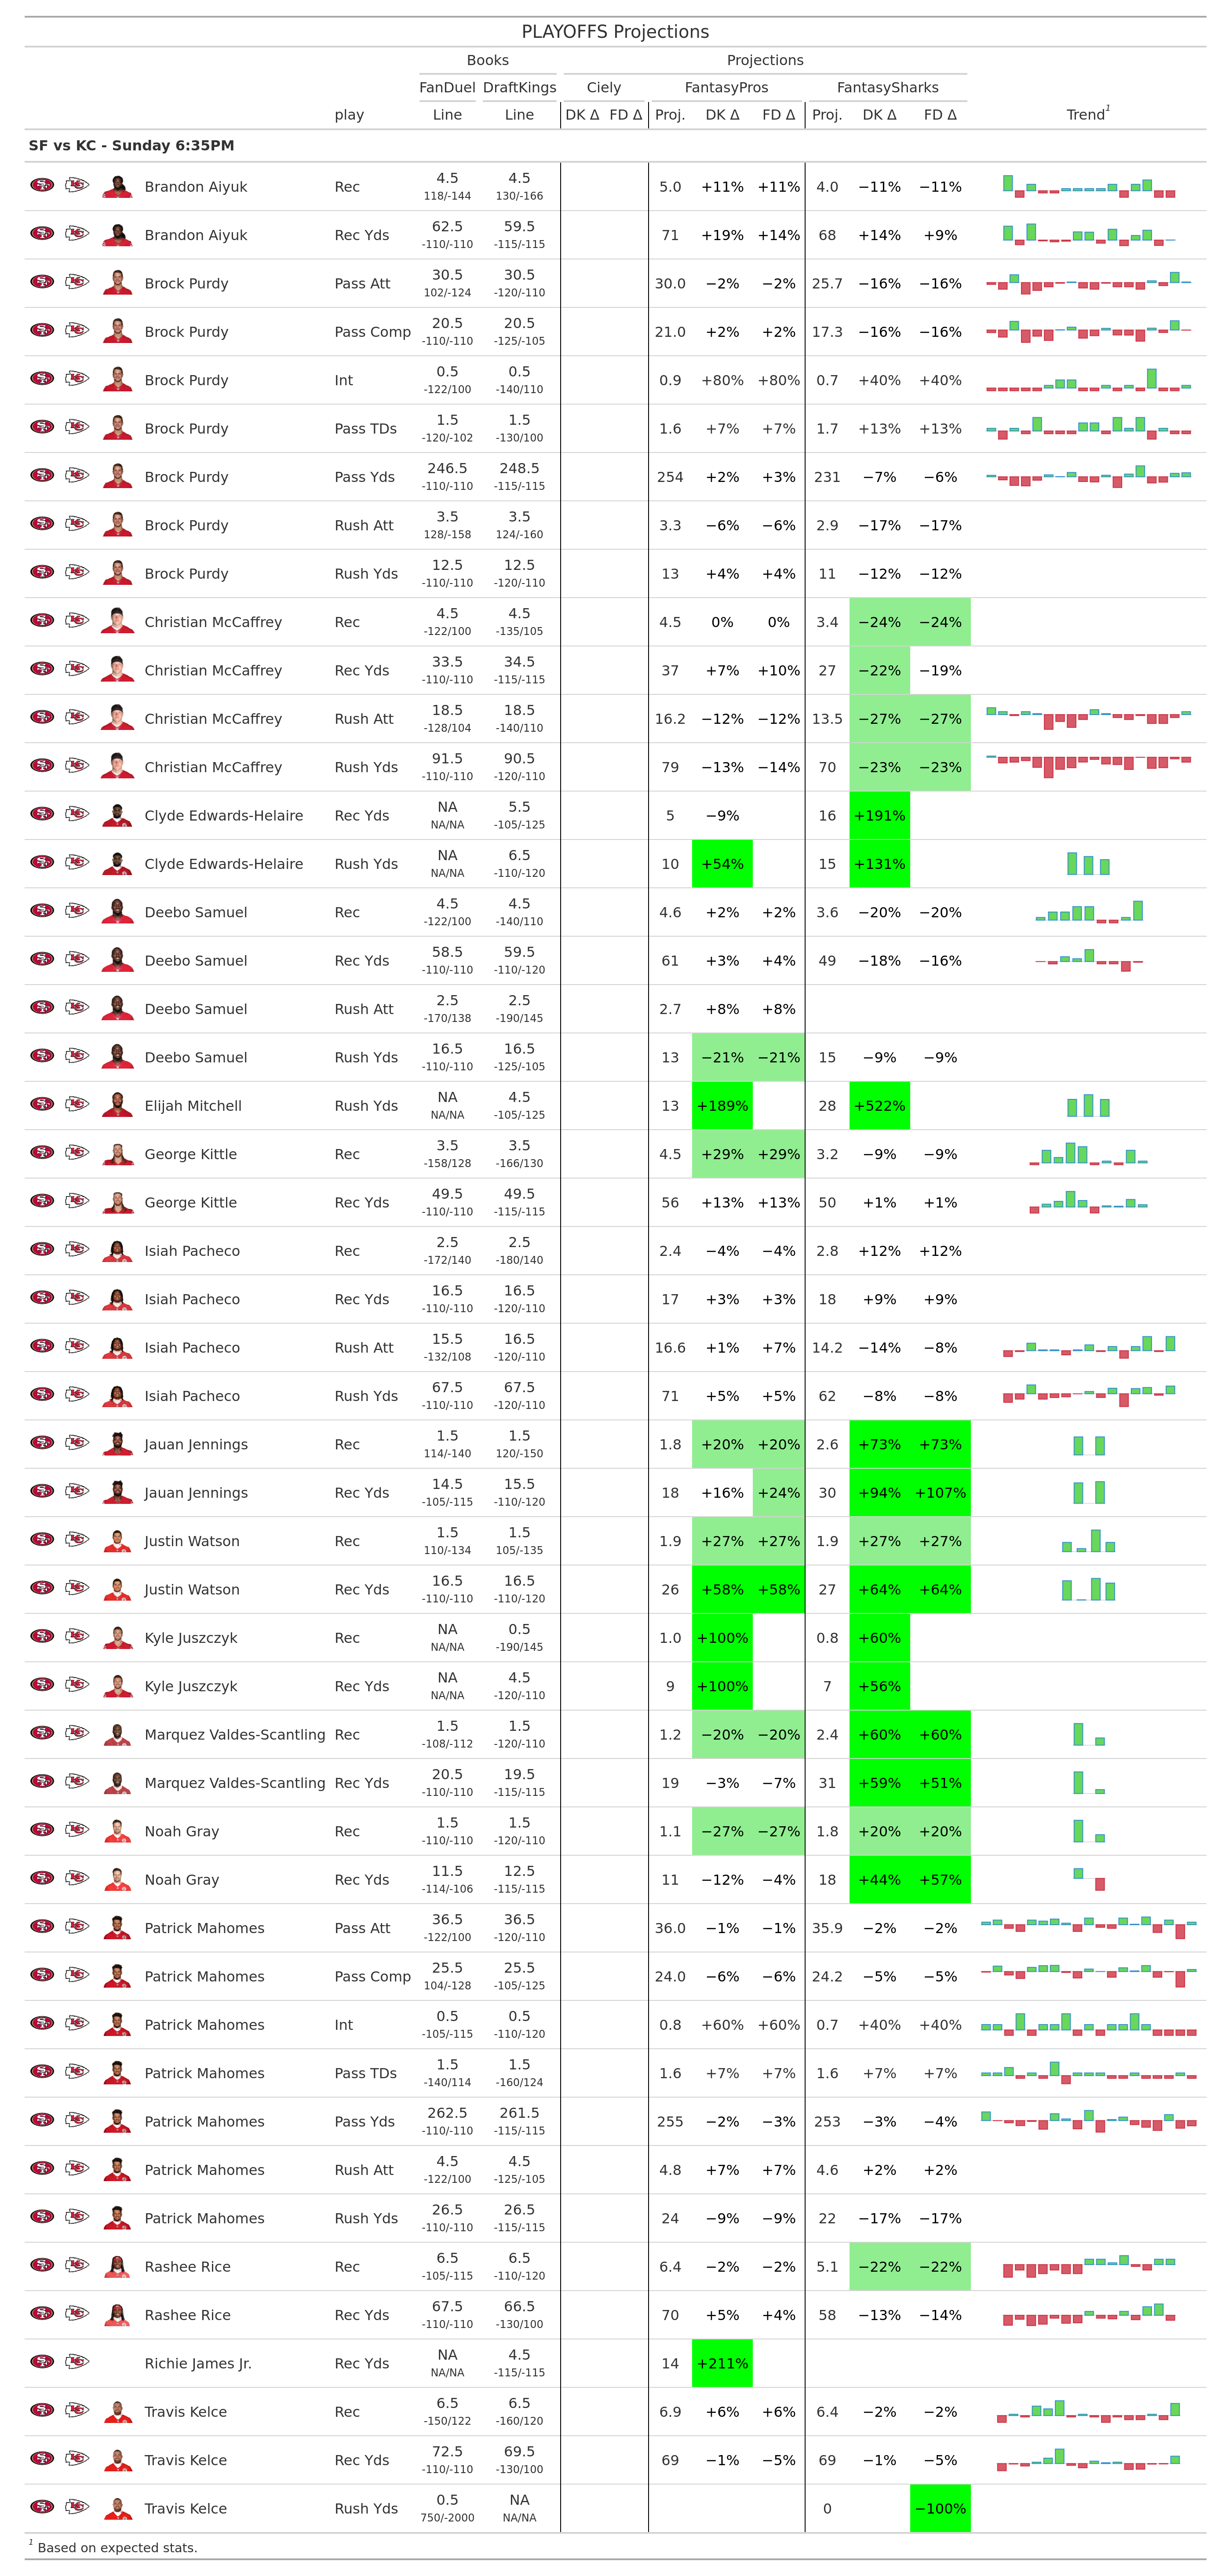 PLAYOFFS Projections
Books Projections
FanDuel DraftKings Ciely FantasyPros FantasySharks
play Line Line DK Δ FD Δ Proj. DK Δ FD Δ Proj. DK Δ FD Δ Trend1
SF vs KC - Sunday 6:35PM
Brandon Aiyuk Rec 4.5 4.5 5.0 +11% +11% 4.0 −11% −11%
118/-144 130/-166
Brandon Aiyuk Rec Yds 62.5 59.5 71 +19% +14% 68 +14% +9%
-110/-110 -115/-115
Brock Purdy Pass Att 30.5 30.5 30.0 −2% −2% 25.7 −16% −16%
102/-124 -120/-110
Brock Purdy Pass Comp 20.5 20.5 21.0 +2% +2% 17.3 −16% −16%
-110/-110 -125/-105
Brock Purdy Int 0.5 0.5 0.9 +80% +80% 0.7 +40% +40%
-122/100 -140/110
Brock Purdy Pass TDs 1.5 1.5 1.6 +7% +7% 1.7 +13% +13%
-120/-102 -130/100
Brock Purdy Pass Yds 246.5 248.5 254 +2% +3% 231 −7% −6%
-110/-110 -115/-115
Brock Purdy Rush Att 3.5 3.5 3.3 −6% −6% 2.9 −17% −17%
128/-158 124/-160
Brock Purdy Rush Yds 12.5 12.5 13 +4% +4% 11 −12% −12%
-110/-110 -120/-110
Christian McCaffrey Rec 4.5 4.5 4.5 0% 0% 3.4 −24% −24%
-122/100 -135/105
Christian McCaffrey Rec Yds 33.5 34.5 37 +7% +10% 27 −22% −19%
-110/-110 -115/-115
Christian McCaffrey Rush Att 18.5 18.5 16.2 −12% −12% 13.5 −27% −27%
-128/104 -140/110
Christian McCaffrey Rush Yds 91.5 90.5 79 −13% −14% 70 −23% −23%
-110/-110 -120/-110
Clyde Edwards-Helaire Rec Yds NA 5.5 5 −9% 16 +191%
NA/NA -105/-125
Clyde Edwards-Helaire Rush Yds NA 6.5 10 +54% 15 +131%
NA/NA -110/-120
Deebo Samuel Rec 4.5 4.5 4.6 +2% +2% 3.6 −20% −20%
-122/100 -140/110
Deebo Samuel Rec Yds 58.5 59.5 61 +3% +4% 49 −18% −16%
-110/-110 -110/-120
Deebo Samuel Rush Att 2.5 2.5 2.7 +8% +8%
-170/138 -190/145
Deebo Samuel Rush Yds 16.5 16.5 13 −21% −21% 15 −9% −9%
-110/-110 -125/-105
Elijah Mitchell Rush Yds NA 4.5 13 +189% 28 +522%
NA/NA -105/-125
George Kittle Rec 3.5 3.5 4.5 +29% +29% 3.2 −9% −9%
-158/128 -166/130
George Kittle Rec Yds 49.5 49.5 56 +13% +13% 50 +1% +1%
-110/-110 -115/-115
Isiah Pacheco Rec 2.5 2.5 2.4 −4% −4% 2.8 +12% +12%
-172/140 -180/140
Isiah Pacheco Rec Yds 16.5 16.5 17 +3% +3% 18 +9% +9%
-110/-110 -120/-110
Isiah Pacheco Rush Att 15.5 16.5 16.6 +1% +7% 14.2 −14% −8%
-132/108 -120/-110
Isiah Pacheco Rush Yds 67.5 67.5 71 +5% +5% 62 −8% −8%
-110/-110 -120/-110
Jauan Jennings Rec 1.5 1.5 1.8 +20% +20% 2.6 +73% +73%
114/-140 120/-150
Jauan Jennings Rec Yds 14.5 15.5 18 +16% +24% 30 +94% +107%
-105/-115 -110/-120
Justin Watson Rec 1.5 1.5 1.9 +27% +27% 1.9 +27% +27%
110/-134 105/-135
Justin Watson Rec Yds 16.5 16.5 26 +58% +58% 27 +64% +64%
-110/-110 -110/-120
Kyle Juszczyk Rec NA 0.5 1.0 +100% 0.8 +60%
NA/NA -190/145
Kyle Juszczyk Rec Yds NA 4.5 9 +100% 7 +56%
NA/NA -120/-110
Marquez Valdes-Scantling Rec 1.5 1.5 1.2 −20% −20% 2.4 +60% +60%
-108/-112 -120/-110
Marquez Valdes-Scantling Rec Yds 20.5 19.5 19 −3% −7% 31 +59% +51%
-110/-110 -115/-115
Noah Gray Rec 1.5 1.5 1.1 −27% −27% 1.8 +20% +20%
-110/-110 -120/-110
Noah Gray Rec Yds 11.5 12.5 11 −12% −4% 18 +44% +57%
-114/-106 -115/-115
Patrick Mahomes Pass Att 36.5 36.5 36.0 −1% −1% 35.9 −2% −2%
-122/100 -120/-110
Patrick Mahomes Pass Comp 25.5 25.5 24.0 −6% −6% 24.2 −5% −5%
104/-128 -105/-125
Patrick Mahomes Int 0.5 0.5 0.8 +60% +60% 0.7 +40% +40%
-105/-115 -110/-120
Patrick Mahomes Pass TDs 1.5 1.5 1.6 +7% +7% 1.6 +7% +7%
-140/114 -160/124
Patrick Mahomes Pass Yds 262.5 261.5 255 −2% −3% 253 −3% −4%
-110/-110 -115/-115
Patrick Mahomes Rush Att 4.5 4.5 4.8 +7% +7% 4.6 +2% +2%
-122/100 -125/-105
Patrick Mahomes Rush Yds 26.5 26.5 24 −9% −9% 22 −17% −17%
-110/-110 -115/-115
Rashee Rice Rec 6.5 6.5 6.4 −2% −2% 5.1 −22% −22%
-105/-115 -110/-120
Rashee Rice Rec Yds 67.5 66.5 70 +5% +4% 58 −13% −14%
-110/-110 -130/100
Richie James Jr. Rec Yds NA 4.5 14 +211%
NA/NA -115/-115
Travis Kelce Rec 6.5 6.5 6.9 +6% +6% 6.4 −2% −2%
-150/122 -160/120
Travis Kelce Rec Yds 72.5 69.5 69 −1% −5% 69 −1% −5%
-110/-110 -130/100
Travis Kelce Rush Yds 0.5 NA 0 −100%
750/-2000 NA/NA
1 Based on expected stats.